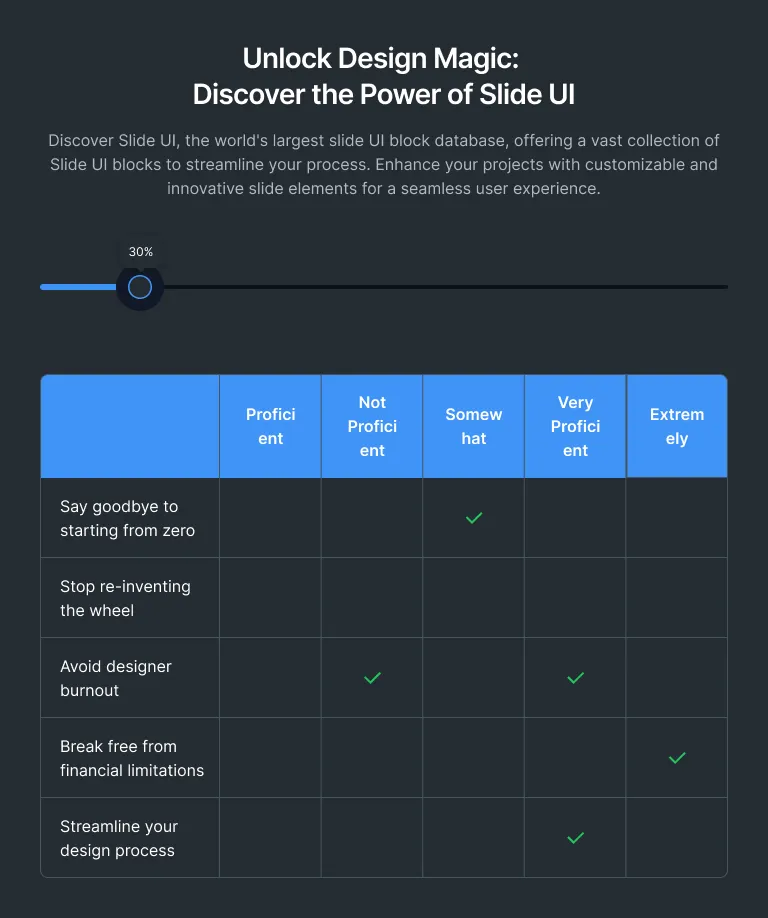 Unlock Design Magic:
Discover the Power of Slide UI
Discover Slide UI, the world's largest slide UI block database, offering a vast collection of
Slide UI blocks to streamline your process. Enhance your projects with customizable and
innovative slide elements for a seamless user experience.
30%
Profici
ent
Not
Profici
ent
Somew
hat
Very
Profici
ent
Extrem
ely
Say goodbye to
starting from zero
Stop re-inventing
the wheel
Avoid designer
burnout
Break free from
financial limitations
Streamline your
design process